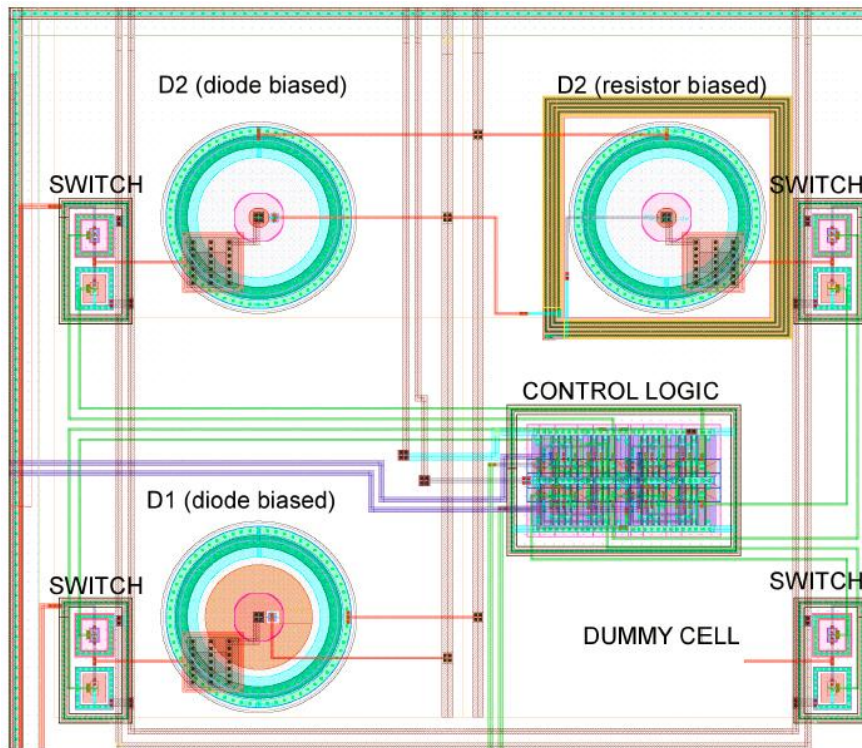 D2 (diode biased)
D2 (resistor biased)
SWITCH
SWITCH
CONTROL LOGIC
D1 (diode biased)
SWITCH
SWITCH
DUMMY CELL